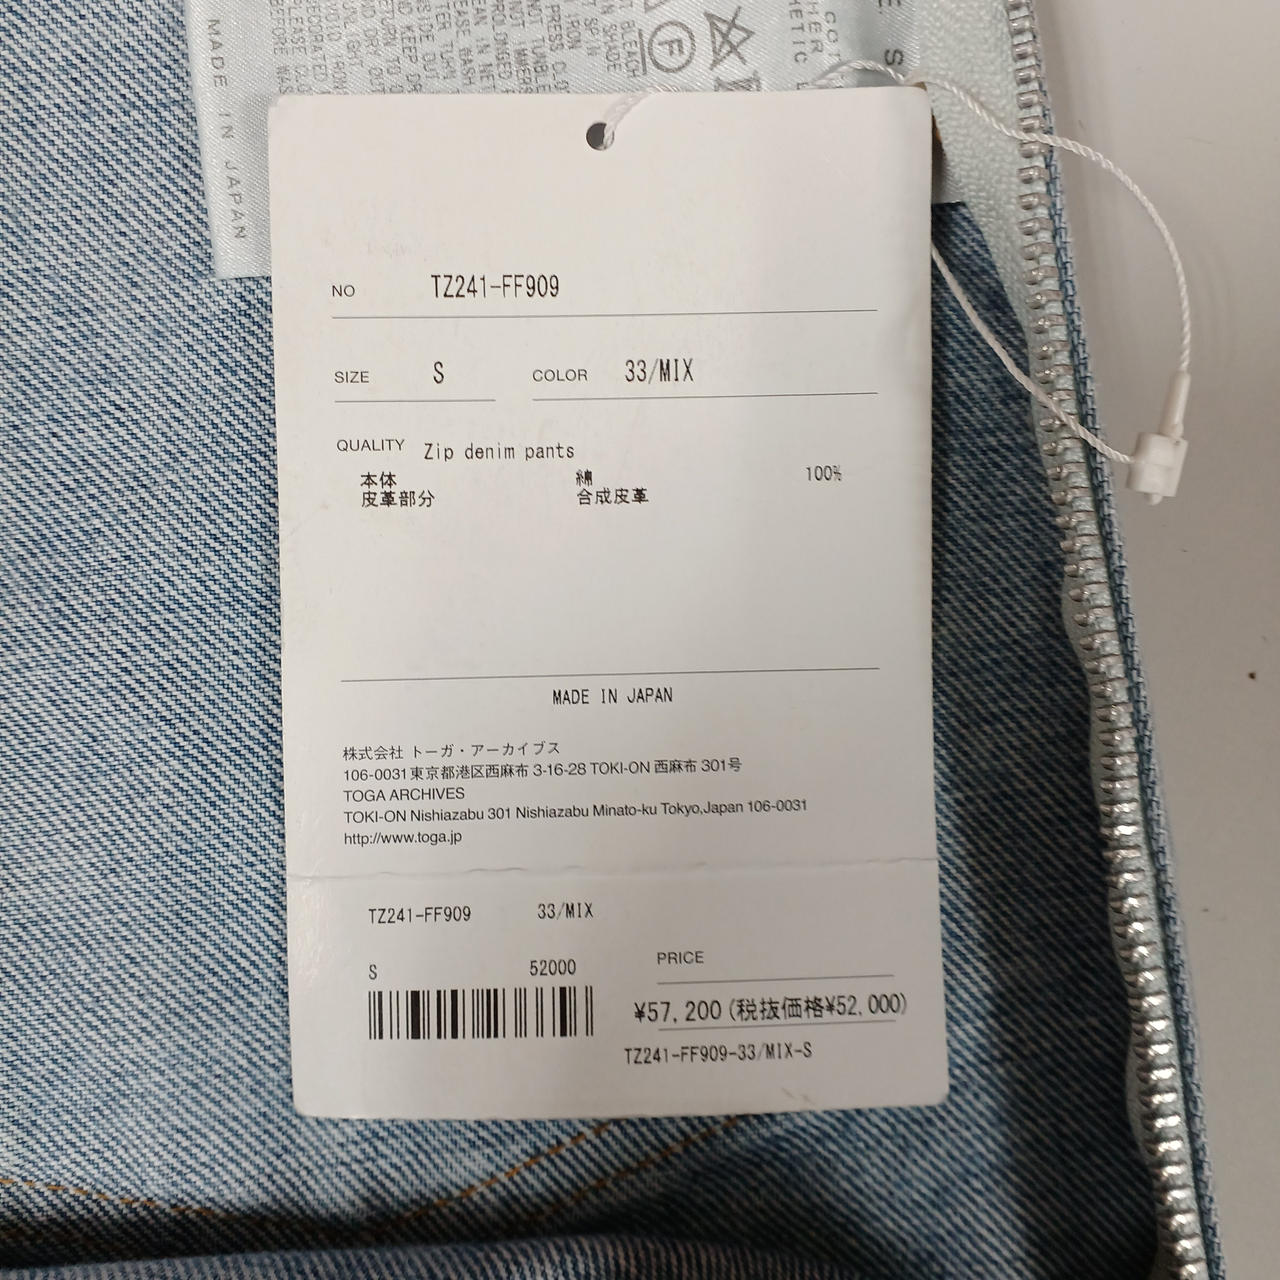 MADE IN JAPAN
NO TZ241-FF909
SIZE S COLOR 33/MIX
QUALITY Zip denim pants
本体 綿 100%
皮革部分 合成皮革
MADE IN JAPAN
株式会社 トーガ・アーカイブス
106-0031 東京都港区西麻布 3-16-28 TOKI-ON 西麻布 301号
TOGA ARCHIVES
TOKI-ON Nishiazabu 301 Nishiazabu Minato-ku Tokyo,Japan 106-0031
http://www.toga.jp
TZ241-FF909 33/MIX
S 52000
PRICE
¥57,200(税抜価格¥52,000)
TZ241-FF909-33/MIX-S